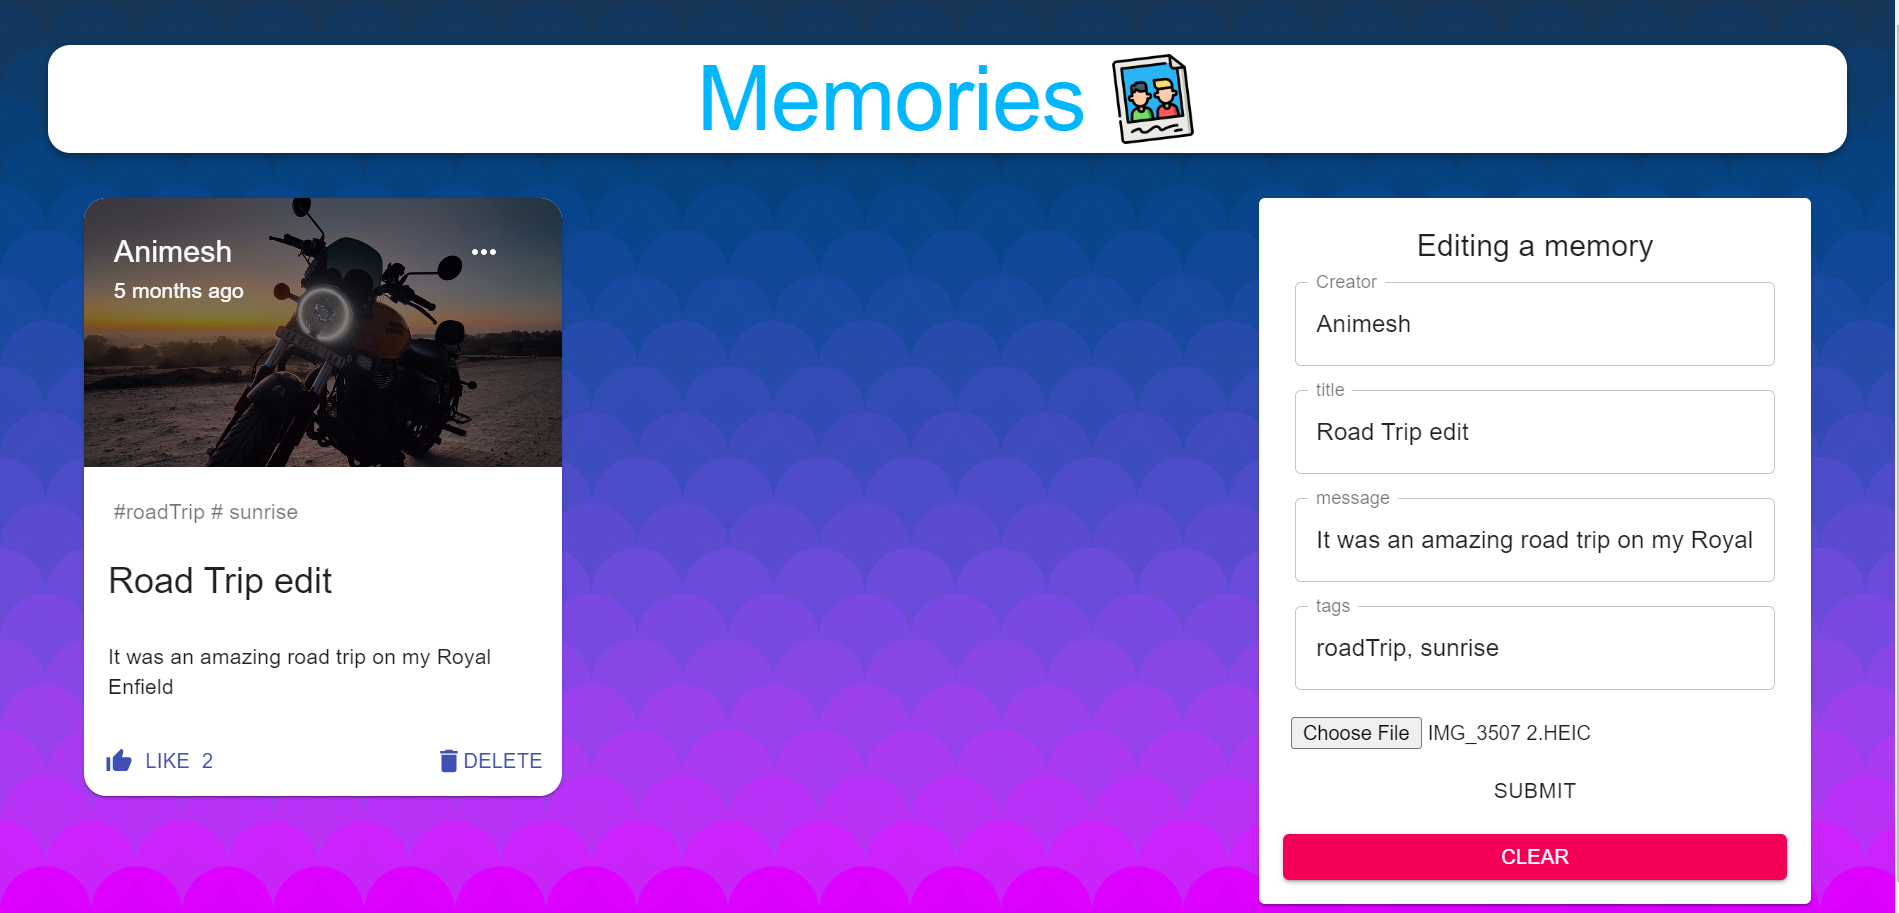 Memories
Animesh
5 months ago
#roadTrip # sunrise
Road Trip edit
It was an amazing road trip on my Royal
Enfield
LIKE 2
DELETE
Editing a memory
Creator
Animesh
title
Road Trip edit
message
It was an amazing road trip on my Royal
tags
roadTrip, sunrise
Choose File IMG_3507 2.HEIC
SUBMIT
CLEAR